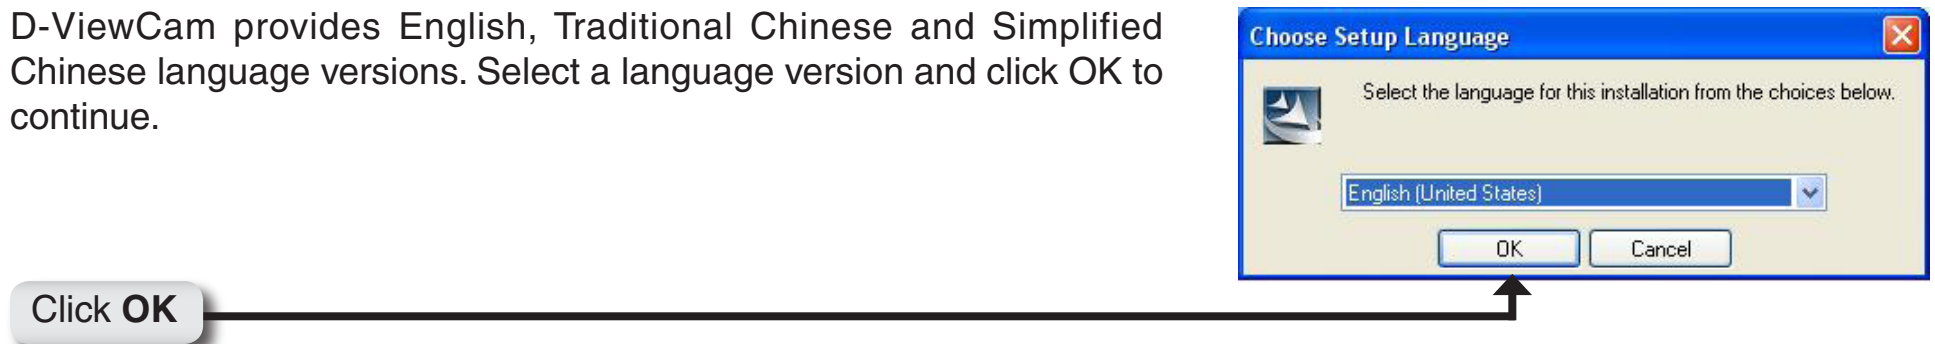 D-ViewCam provides English, Traditional Chinese and Simplified
Chinese language versions. Select a language version and click OK to
continue.
Choose Setup Language
Select the language for this installation from the choices below.
English (United States)
OK
Cancel
Click OK